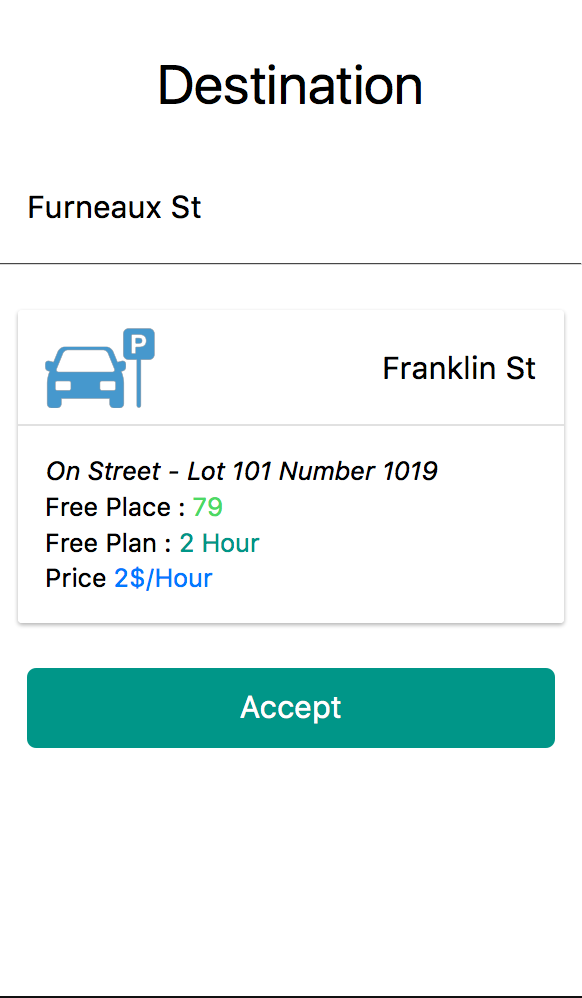 Destination
Furneaux St
P
Franklin St
On Street - Lot 101 Number 1019
Free Place : 79
Free Plan : 2 Hour
Price 2$/Hour
Accept